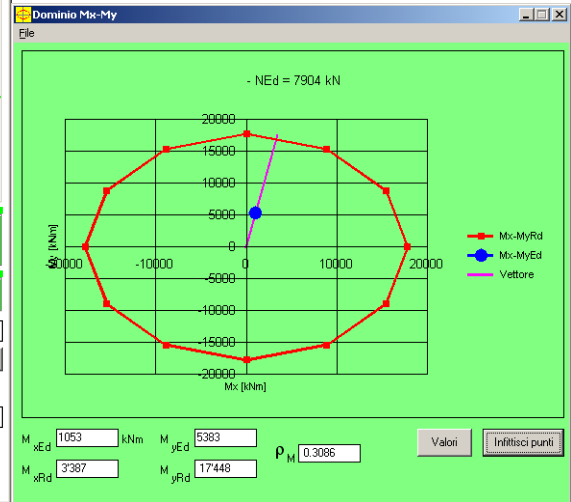 Dominio Mx-My
File
- NEd = 7904 kN
20000
15000
10000
5000
0
-20000 -10000 0 10000 20000
-5000
-10000
-15000
-20000
My [kNm]
Mx [kNm]
Mx-MyRd
Mx-MyEd
Vettore
M xEd 1053 kNm M yEd 5383 ρ M 0.3086 Valori Infittisci punti
M xRd 3'387 M yRd 17'448